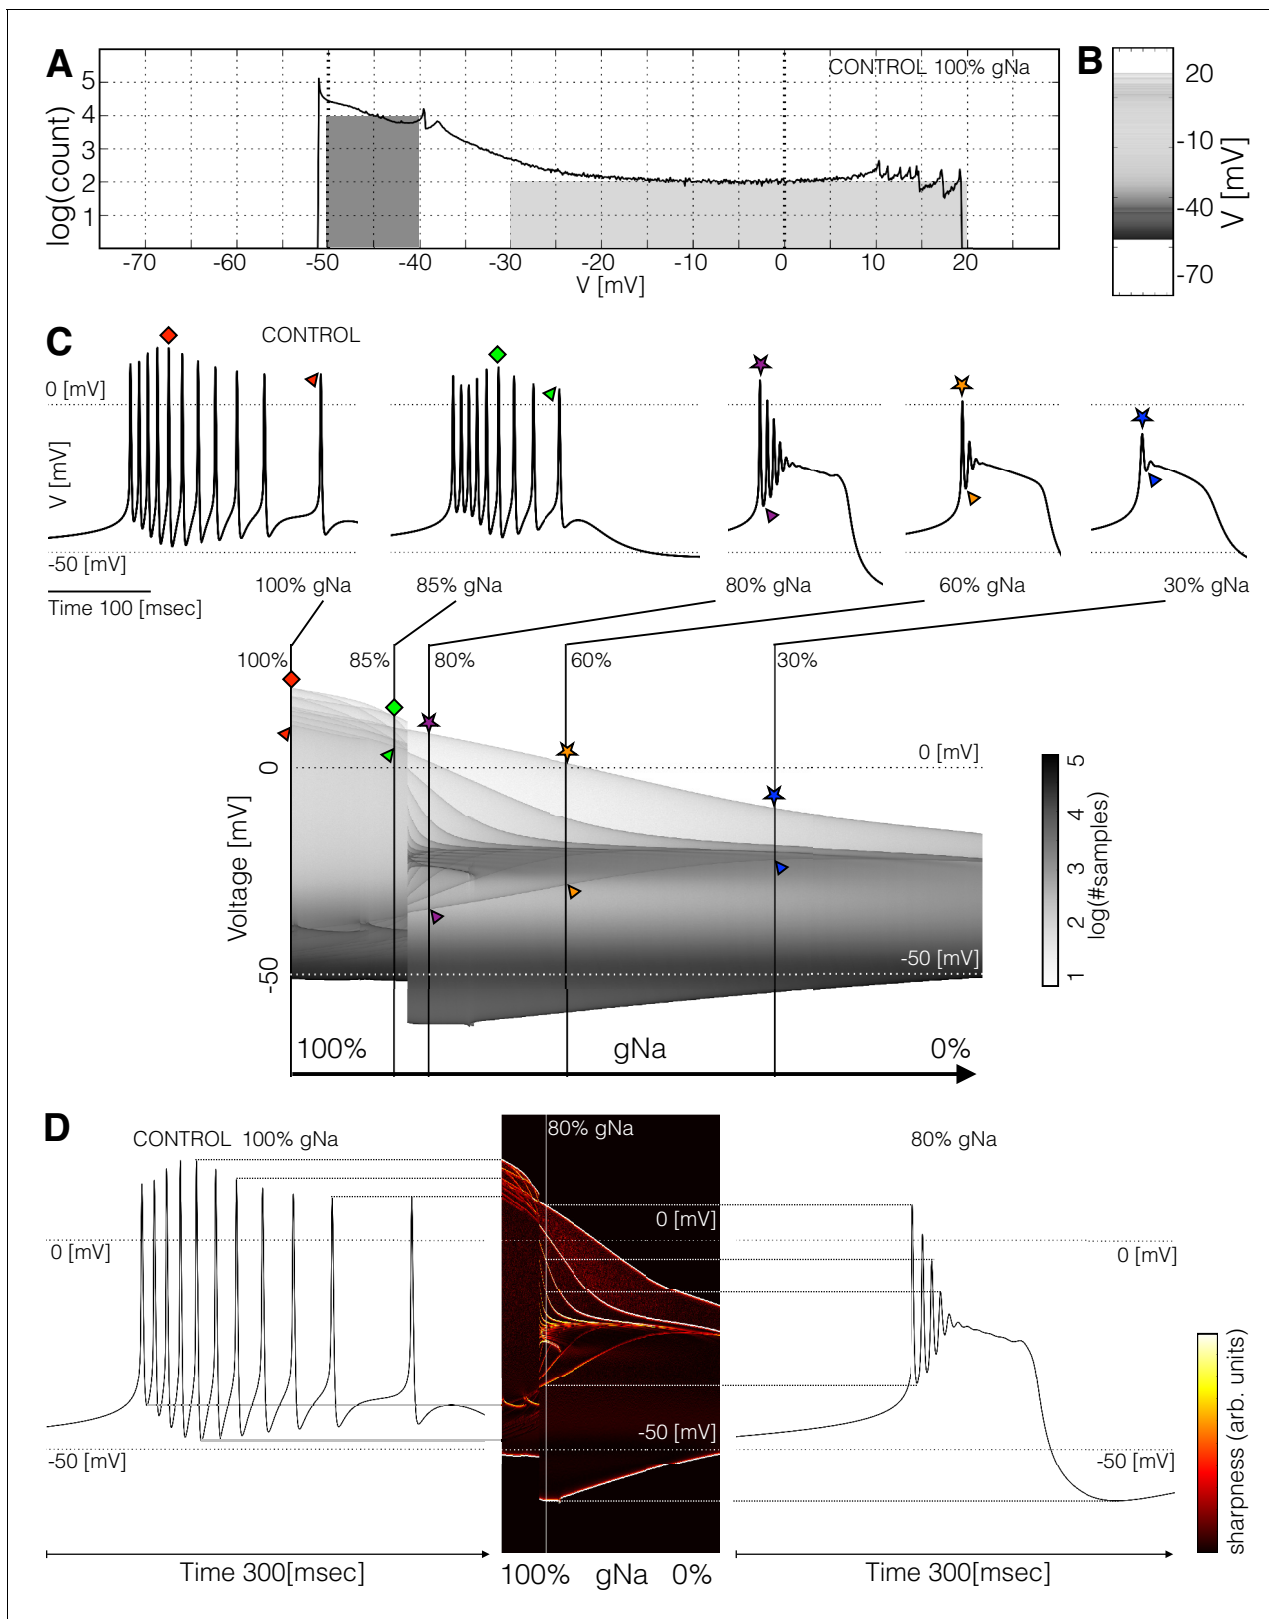 A
CONTROL 100% gNa
log(count)
5
4
3
2
1
-70 -60 -50 -40 -30 -20 -10 0 10 20
V [mV]
B
20
-10
-40
-70
V [mV]
C
CONTROL
0 [mV]
V [mV]
-50 [mV]
Time 100 [msec]
100% gNa 85% gNa 80% gNa 60% gNa 30% gNa
100% 85% 80% 60% 30%
0 [mV]
Voltage [mV]
0
-50
-50 [mV]
100% gNa 0%
5
4
3
2
1
log(#samples)
D
CONTROL 100% gNa
80% gNa
80% gNa
0 [mV]
0 [mV]
0 [mV]
-50 [mV]
-50 [mV]
-50 [mV]
sharpness (arb. units)
Time 300[msec]
100% gNa 0%
Time 300[msec]